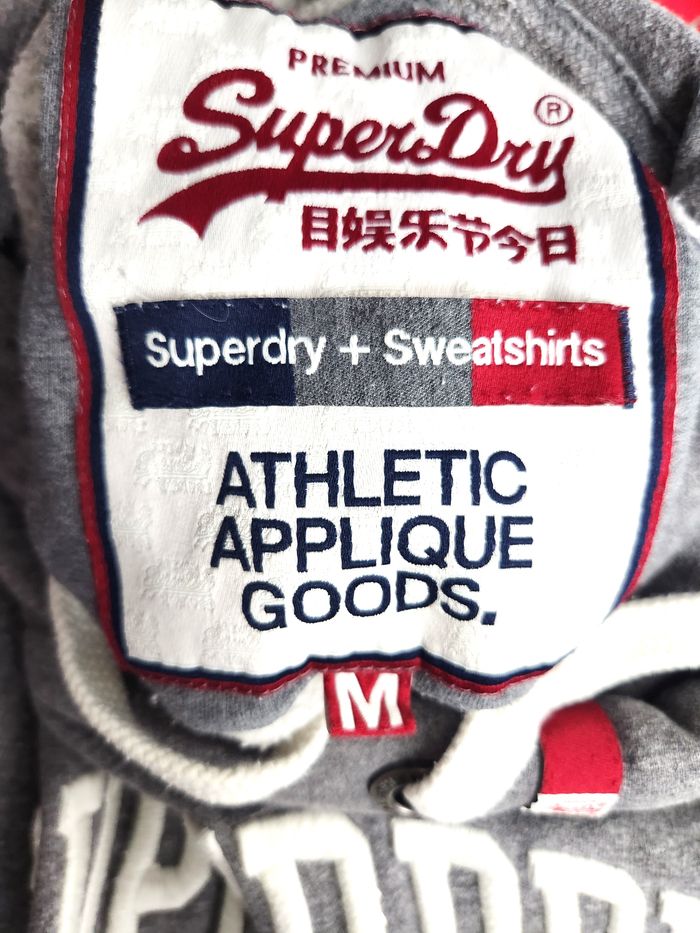 PREMIUM
SuperDry®
目娱乐节今日
Superdry + Sweatshirts
ATHLETIC
APPLIQUE
GOODS.
M